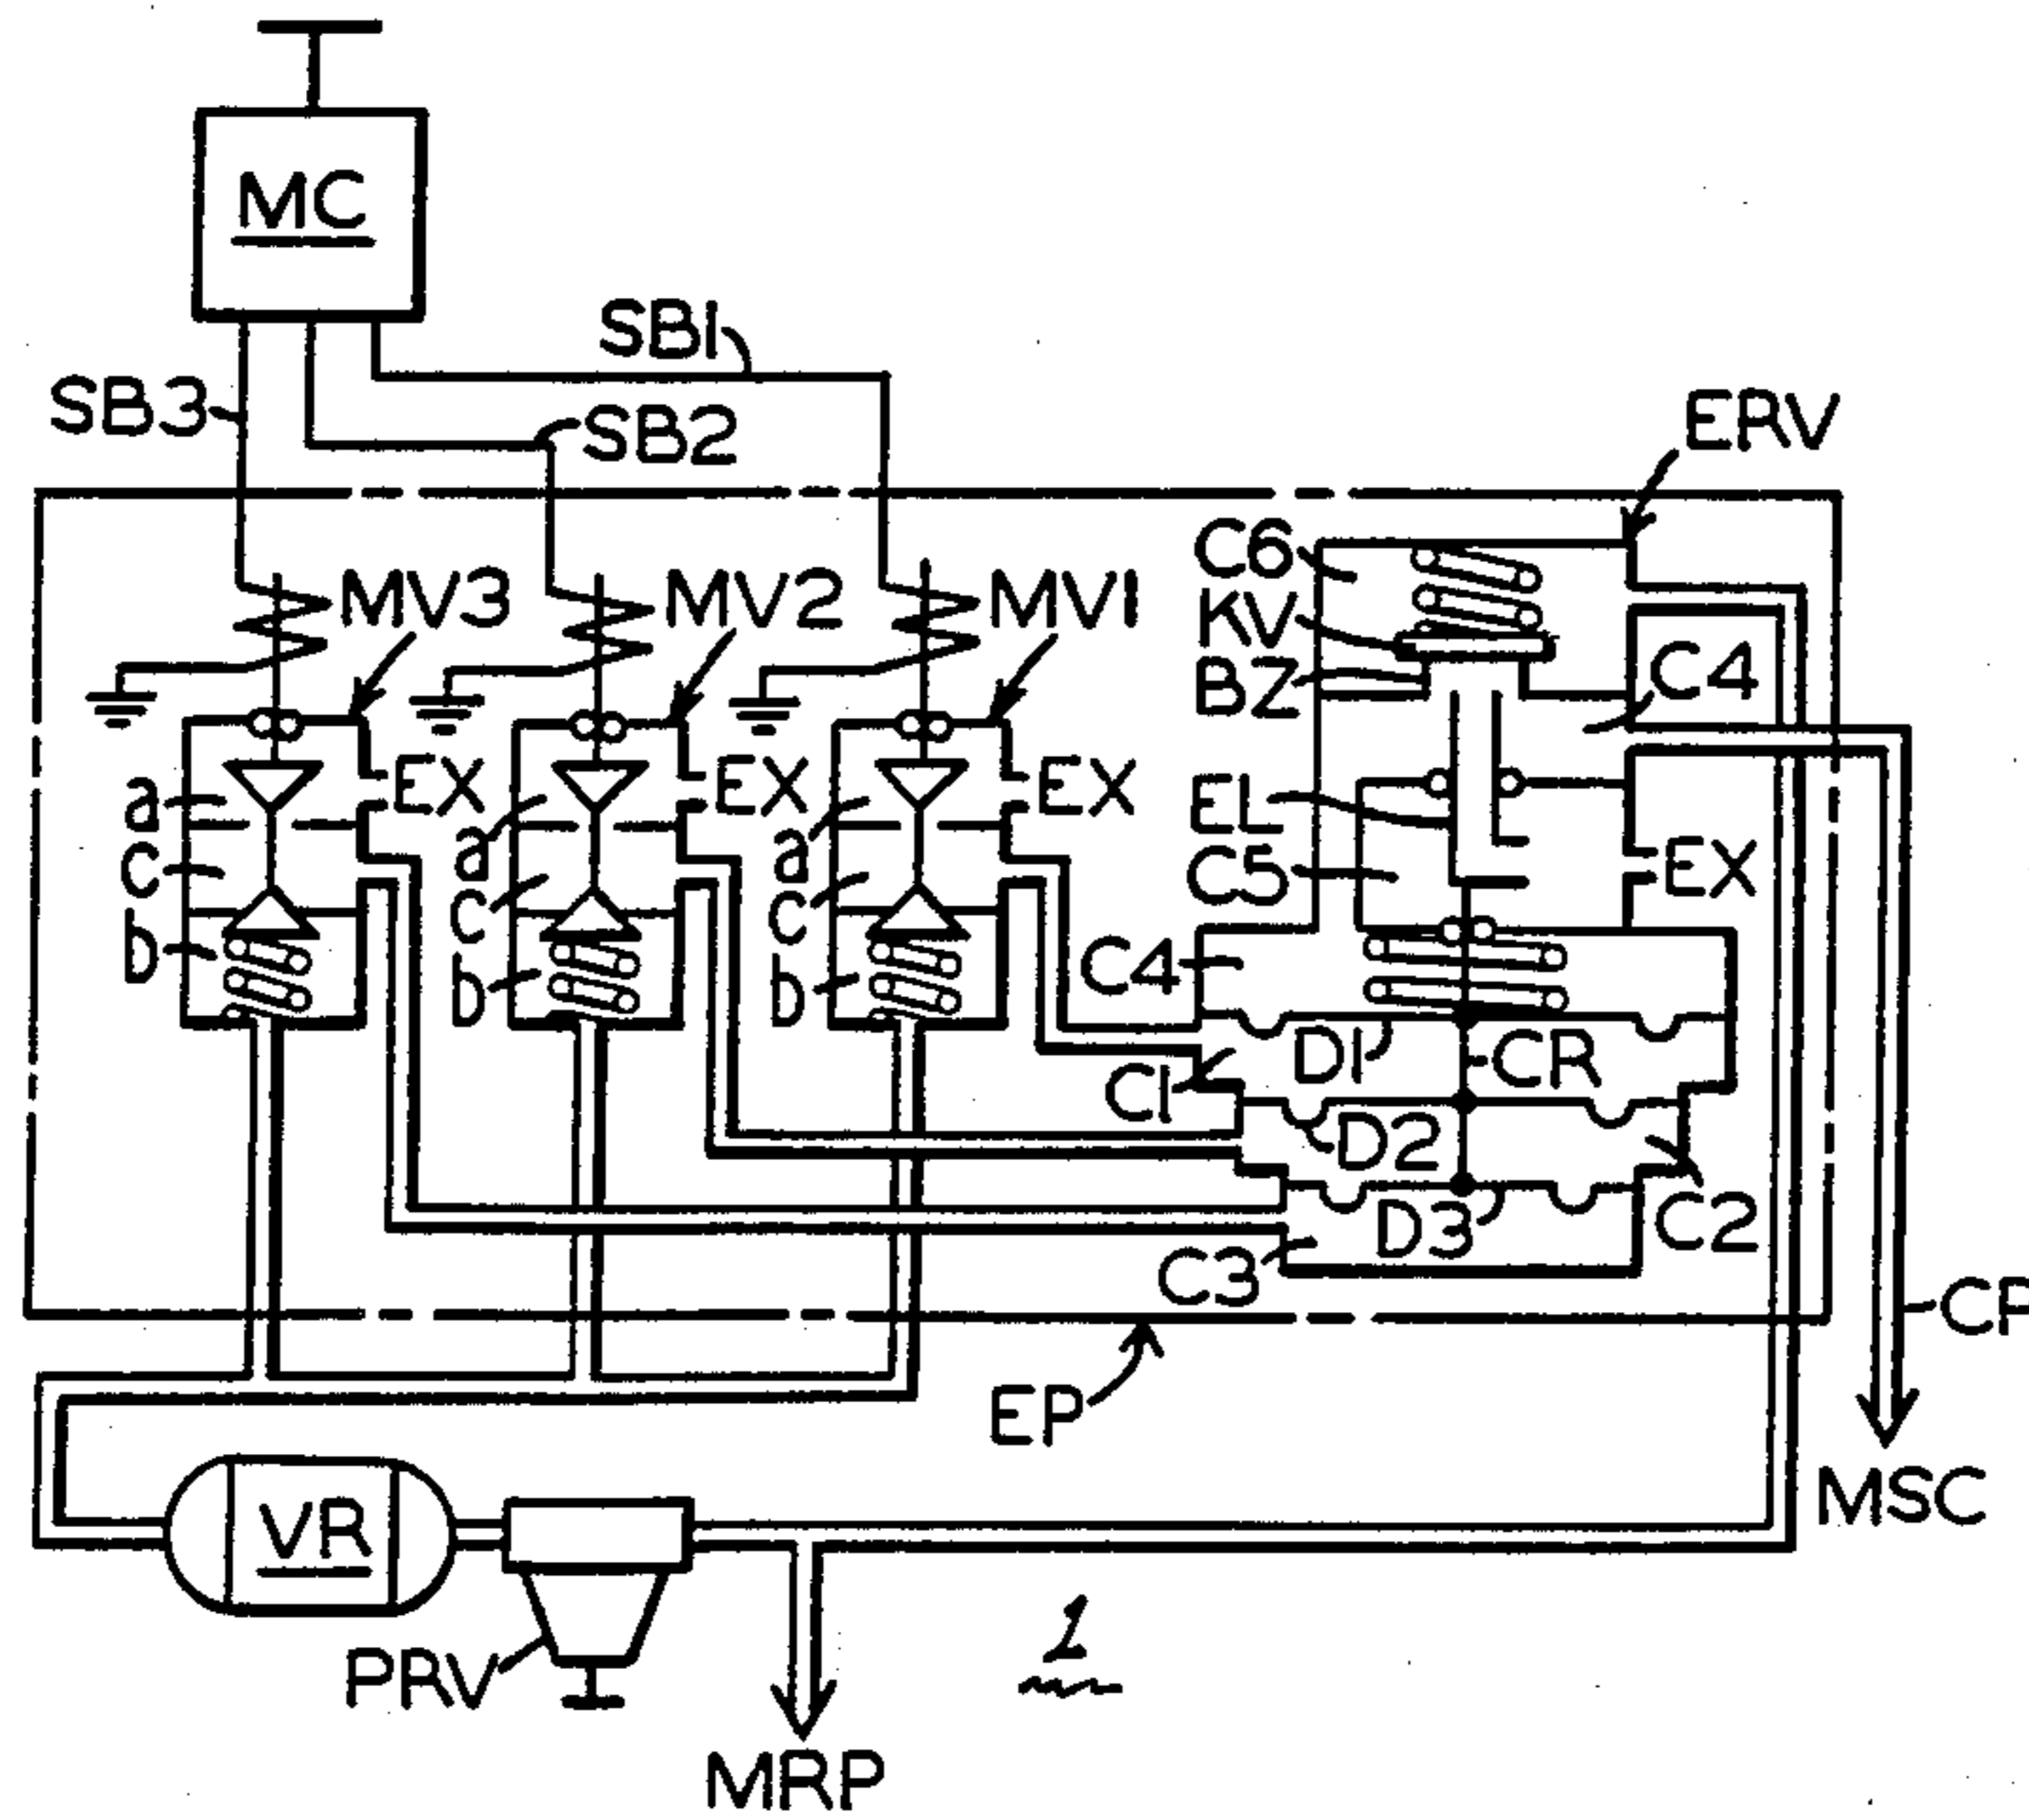 MC
SB1
SB3
SB2
ERV
C6
MV3
MV2
MV1
KV
C4
BZ
EX
EX
EX
a
a
a
EL
EX
c
c
c
C5
b
b
b
C4
D1
CR
C1
D2
D3
C2
C3
CP
EP
MSC
VR
1
PRV
MRP